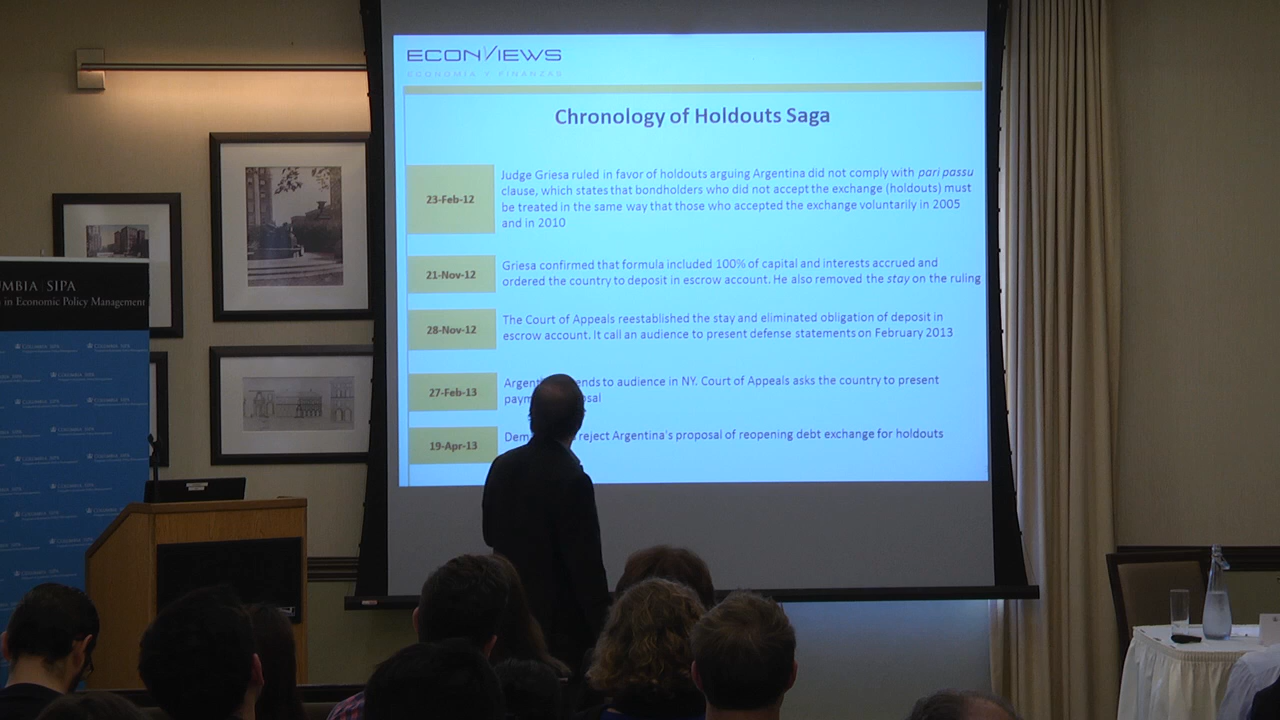 ECONVIEWS
ECONOMIA Y FINANZAS
Chronology of Holdouts Saga
23-Feb-12
Judge Griesa ruled in favor of holdouts arguing Argentina did not comply with pari passu
clause, which states that bondholders who did not accept the exchange (holdouts) must
be treated in the same way that those who accepted the exchange voluntarily in 2005
and in 2010
21-Nov-12
Griesa confirmed that formula included 100% of capital and interests accrued and
ordered the country to deposit in escrow account. He also removed the stay on the ruling
28-Nov-12
The Court of Appeals reestablished the stay and eliminated obligation of deposit in
escrow account. It call an audience to present defense statements on February 2013
27-Feb-13
to audience in NY. Court of Appeals asks the country to present
19-Apr-13
reject Argentina's proposal of reopening debt exchange for holdouts
SIPA
in Economic Policy Management
COLUMBIA SIPA